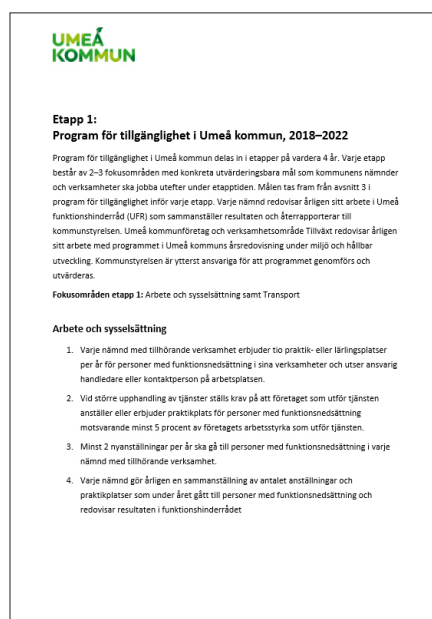 UMEÅ
KOMMUN
Etapp 1:
Program för tillgänglighet i Umeå kommun, 2018–2022
Program för tillgänglighet i Umeå kommun delas in i etapper på vardera 4 år. Varje etapp
består av 2–3 fokusområden med konkreta utvärderingsbara mål som kommunens nämnder
och verksamheter ska jobba utefter under etapptiden. Målen tas fram från avsnitt 3 i
program för tillgänglighet inför varje etapp. Varje nämnd redovisar årligen sitt arbete i Umeå
funktionshinderråd (UFR) som sammanställer resultaten och återrapporterar till
kommunstyrelsen. Umeå kommunföretag och verksamhetsområde Tillväxt redovisar årligen
sitt arbete med programmet i Umeå kommuns årsredovisning under miljö och hållbar
utveckling. Kommunstyrelsen är ytterst ansvariga för att programmet genomförs och
utvärderas.
Fokusområden etapp 1: Arbete och sysselsättning samt Transport
Arbete och sysselsättning
1. Varje nämnd med tillhörande verksamhet erbjuder tio praktik- eller lärlingsplatser
per år för personer med funktionsnedsättning i sina verksamheter och utser ansvarig
handledare eller kontaktperson på arbetsplatsen.
2. Vid större upphandling av tjänster ställs krav på att företaget som utför tjänsten
anställer eller erbjuder praktikplats för personer med funktionsnedsättning
motsvarande minst 5 procent av företagets arbetsstyrka som utför tjänsten.
3. Minst 2 nyanställningar per år ska gå till personer med funktionsnedsättning i varje
nämnd med tillhörande verksamhet.
4. Varje nämnd gör årligen en sammanställning av antalet anställningar och
praktikplatser som under året gått till personer med funktionsnedsättning och
redovisar resultaten i funktionshinderrådet